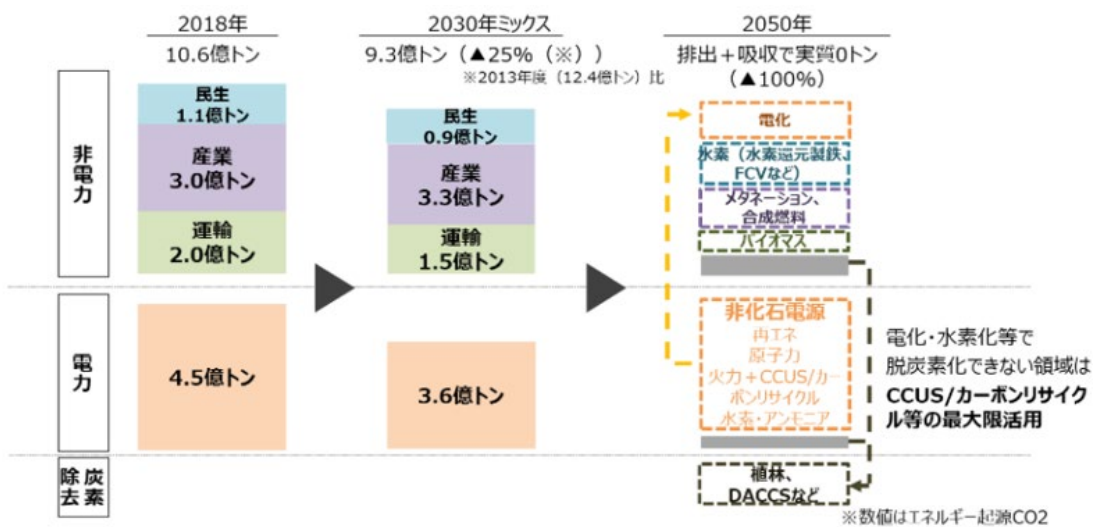 2018年
10.6億トン
2030年ミックス
9.3億トン（▲25%（※））
※2013年度（12.4億トン）比
2050年
排出＋吸収で実質0トン
（▲100%）
非電力
民生
1.1億トン
産業
3.0億トン
運輸
2.0億トン
民生
0.9億トン
産業
3.3億トン
運輸
1.5億トン
電化
水素（水素還元製鉄、
FCVなど）
メタネーション、
合成燃料
バイオマス
電力
4.5億トン
3.6億トン
非化石電源
再エネ
原子力
火力＋CCUS/カー
ボンリサイクル
水素・アンモニア
電化・水素化等で
脱炭素化できない領域は
CCUS/カーボンリサイク
ル等の最大限活用
炭素
除去
植林、
DACCSなど
※数値はエネルギー起源CO2